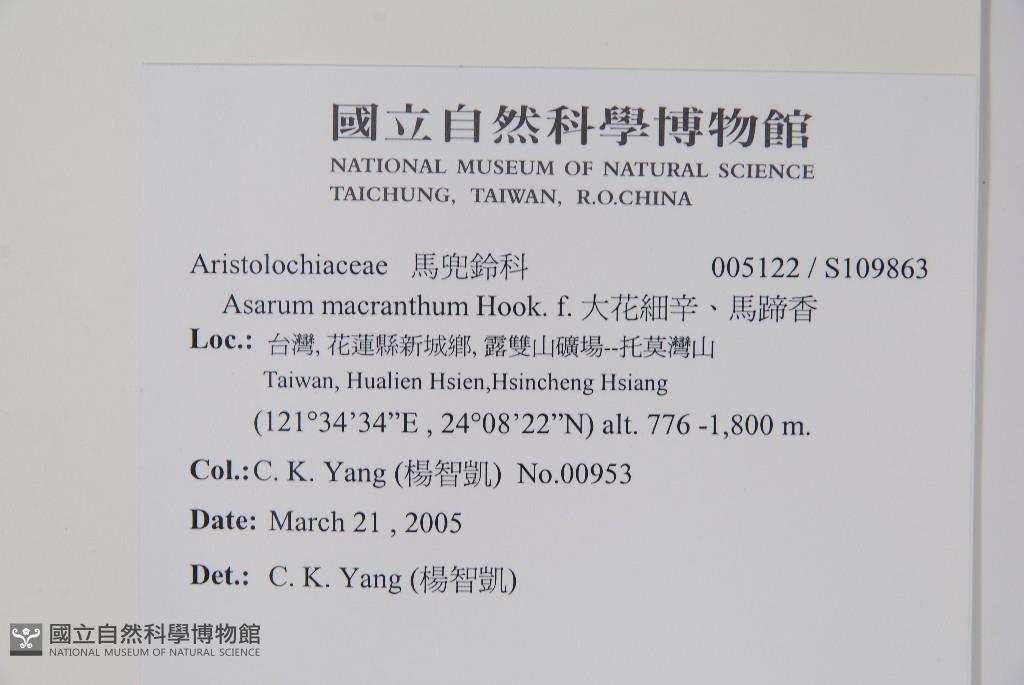 國立自然科學博物館
NATIONAL MUSEUM OF NATURAL SCIENCE
TAICHUNG, TAIWAN, R.O.CHINA
Aristolochiaceae 馬兜鈴科 005122 / S109863
Asarum macranthum Hook. f. 大花細辛、馬蹄香
Loc.: 台灣, 花蓮縣新城鄉, 露雙山礦場--托莫灣山
Taiwan, Hualien Hsien,Hsincheng Hsiang
(121°34’34”E , 24°08’22”N) alt. 776 -1,800 m.
Col.:C. K. Yang (楊智凱) No.00953
Date: March 21 , 2005
Det.: C. K. Yang (楊智凱)
國立自然科學博物館
NATIONAL MUSEUM OF NATURAL SCIENCE